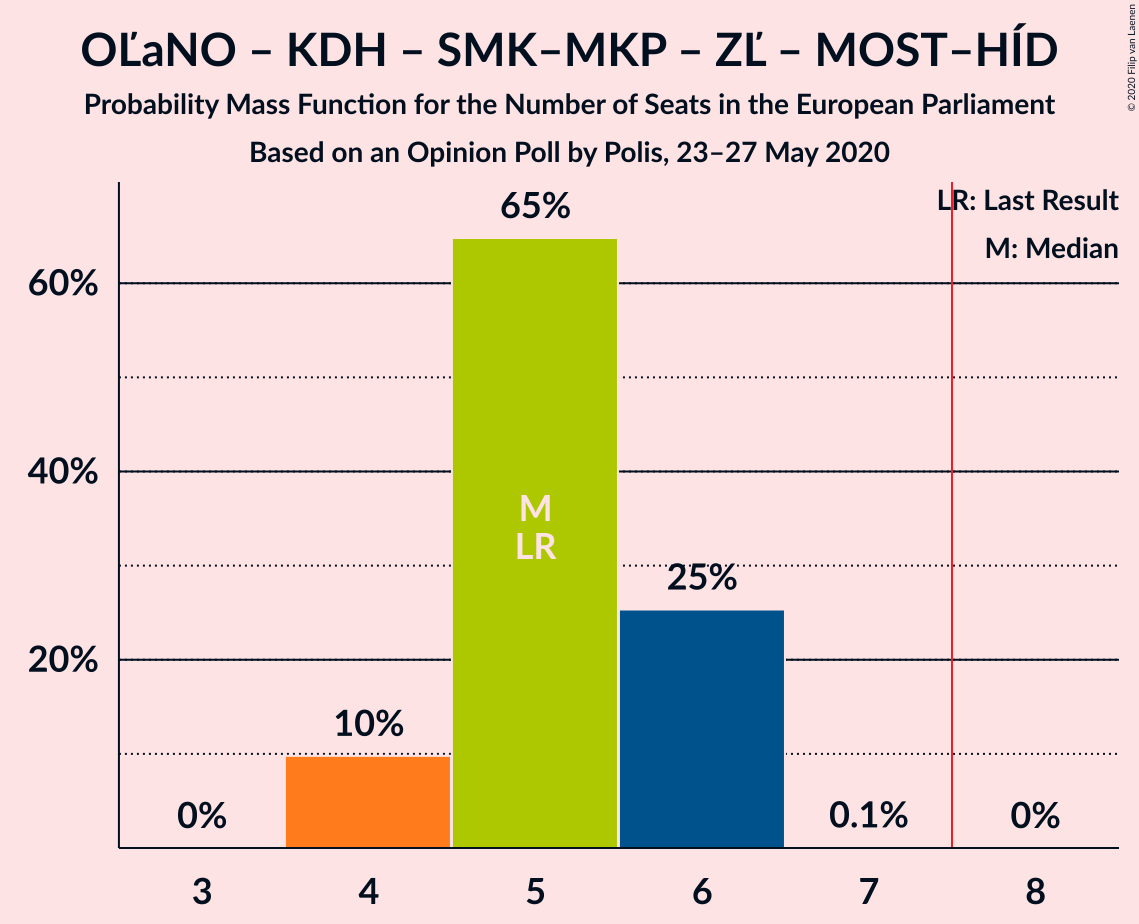 OĽaNO – KDH – SMK–MKP – ZĽ – MOST–HÍD
Probability Mass Function for the Number of Seats in the European Parliament
Based on an Opinion Poll by Polis, 23–27 May 2020
© 2020 Filip van Laenen
LR: Last Result
M: Median
65%
60%
40%
M
LR
25%
20%
10%
0%
0.1%
0%
3
4
5
6
7
8